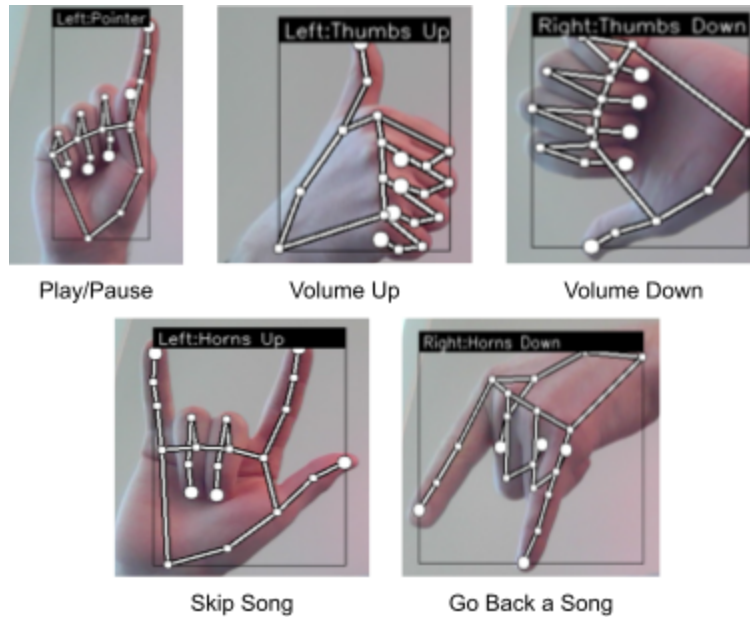 Left:Pointer
Left:Thumbs Up
Right:Thumbs Down
Play/Pause
Volume Up
Volume Down
Left:Horns Up
Right:Horns Down
Skip Song
Go Back a Song